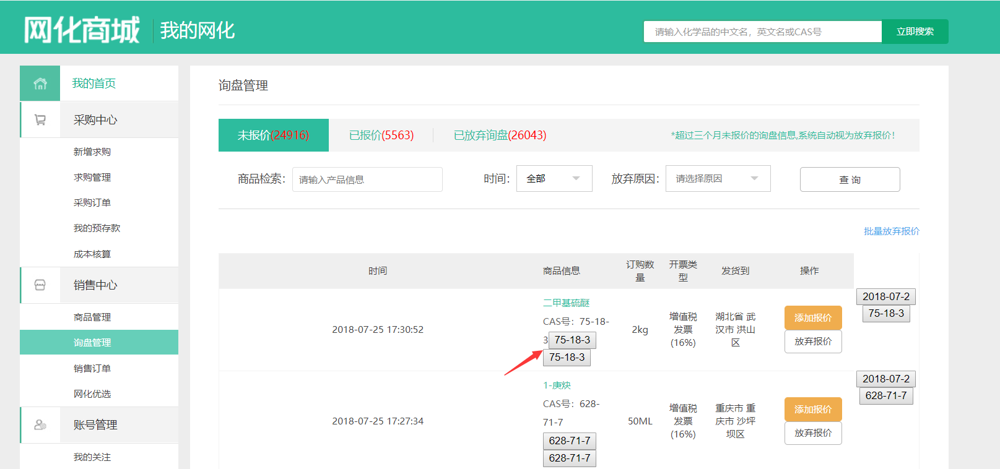 网化商城
我的网化
请输入化学品的中文名，英文名或CAS号
立即搜索
我的首页
采购中心
新增求购
求购管理
采购订单
我的预存款
成本核算
销售中心
商品管理
询盘管理
销售订单
网化优选
账号管理
我的关注
询盘管理
未报价(24916)
已报价(5563)
已放弃询盘(26043)
*超过三个月未报价的询盘信息,系统自动视为放弃报价！
商品检索：
请输入产品信息
时间：
全部
放弃原因：
请选择原因
查 询
批量放弃报价
时间
商品信息
订购数
量
开票类
型
发货到
操作
2018-07-25 17:30:52
二甲基硫醚
CAS号：75-18-
3 75-18-3
75-18-3
2kg
增值税
发票
(16%)
湖北省 武
汉市 洪山
区
添加报价
放弃报价
2018-07-2
75-18-3
2018-07-25 17:27:34
1-庚炔
CAS号：628-
71-7
628-71-7
628-71-7
50ML
增值税
发票
(16%)
重庆市 重
庆市 沙坪
坝区
添加报价
放弃报价
2018-07-2
628-71-7